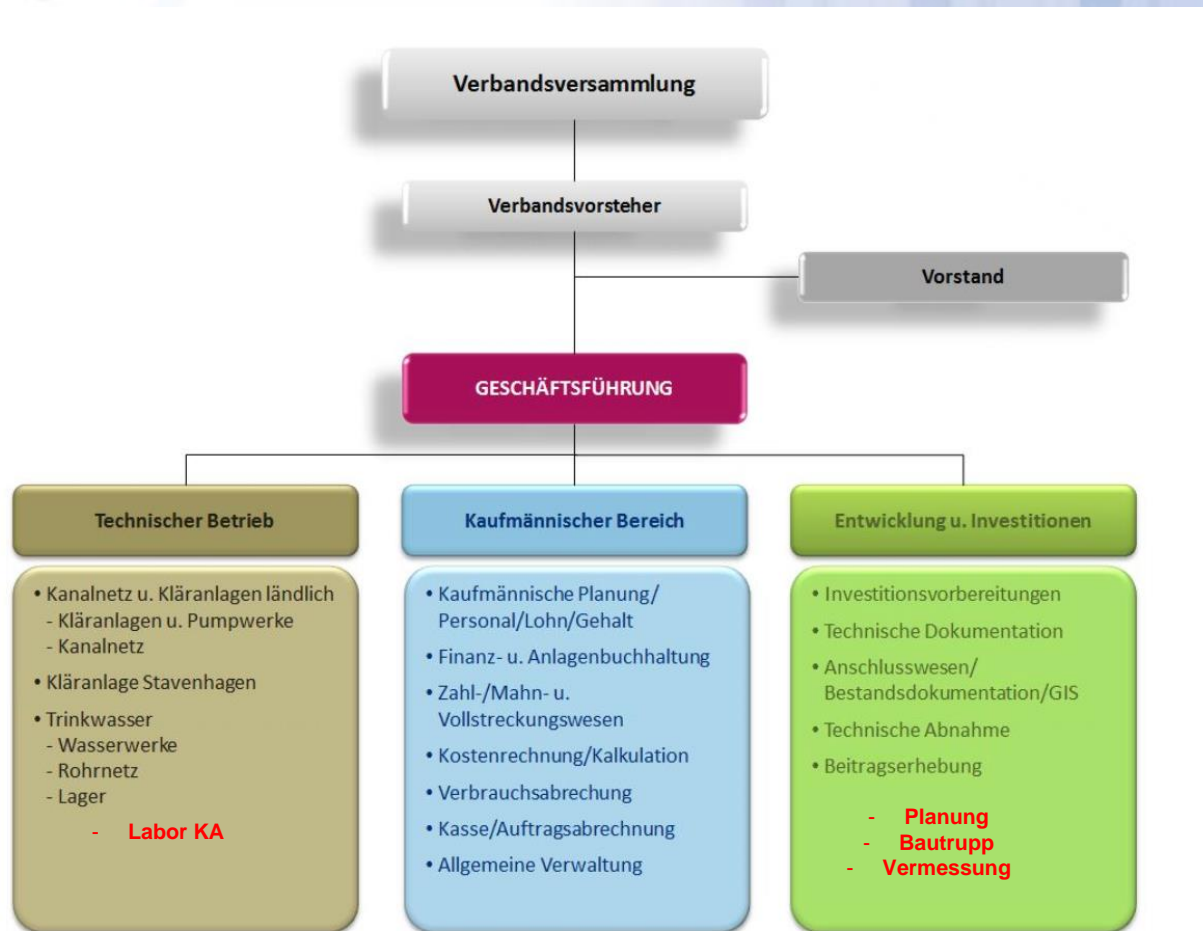 Verbandsversammlung
Verbandsvorsteher
Vorstand
GESCHÄFTSFÜHRUNG
Technischer Betrieb
• Kanalnetz u. Kläranlagen ländlich
- Kläranlagen u. Pumpwerke
- Kanalnetz
• Kläranlage Stavenhagen
• Trinkwasser
- Wasserwerke
- Rohrnetz
- Lager
- Labor KA
Kaufmännischer Bereich
• Kaufmännische Planung/
Personal/Lohn/Gehalt
• Finanz- u. Anlagenbuchhaltung
• Zahl-/Mahn- u.
Vollstreckungswesen
• Kostenrechnung/Kalkulation
• Verbrauchsabrechung
• Kasse/Auftragsabrechnung
• Allgemeine Verwaltung
Entwicklung u. Investitionen
• Investitionsvorbereitungen
• Technische Dokumentation
• Anschlusswesen/
Bestandsdokumentation/GIS
• Technische Abnahme
• Beitragserhebung
- Planung
- Bautrupp
- Vermessung